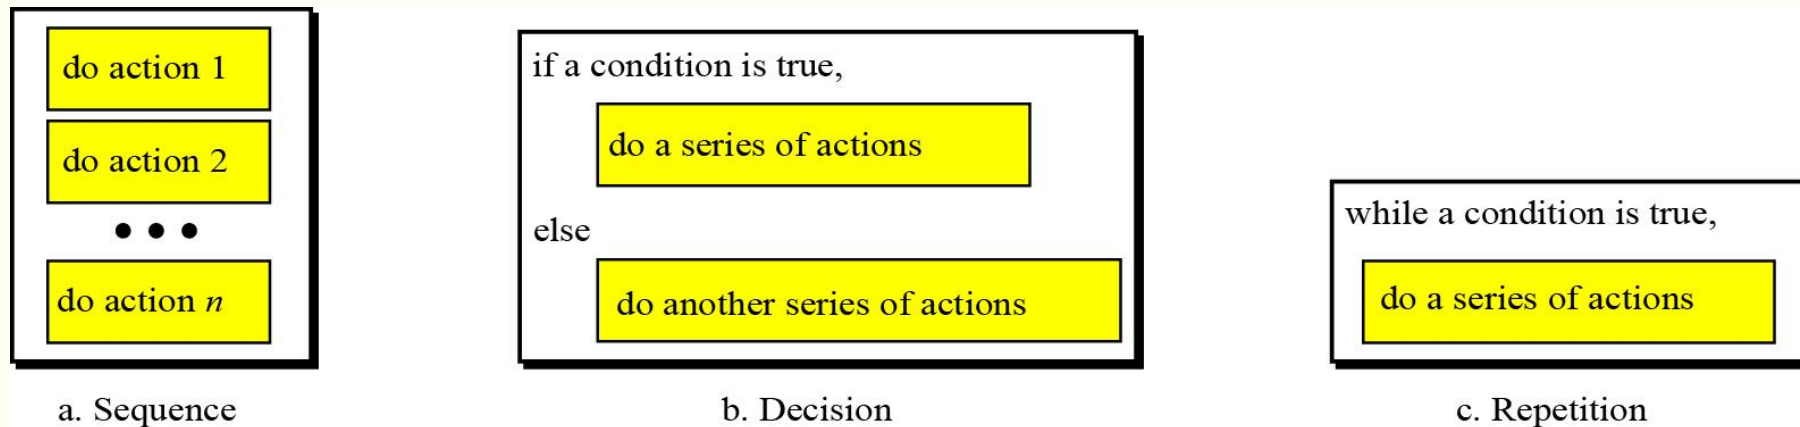 do action 1
do action 2
• • •
do action n
a. Sequence
if a condition is true,
do a series of actions
else
do another series of actions
b. Decision
while a condition is true,
do a series of actions
c. Repetition